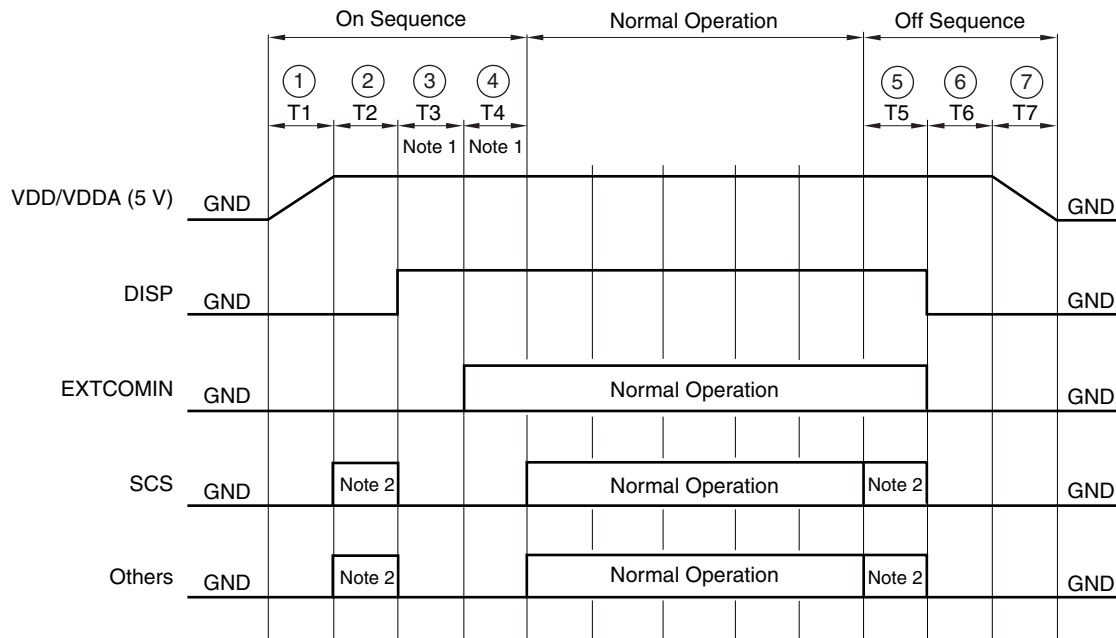 On Sequence Normal Operation Off Sequence
1 2 3 4 5 6 7
T1 T2 T3 T4 T5 T6 T7
Note 1 Note 1
VDD/VDDA (5 V) GND GND
DISP GND GND
EXTCOMIN GND Normal Operation GND
SCS GND Note 2 Normal Operation Note 2 GND
Others GND Note 2 Normal Operation Note 2 GND